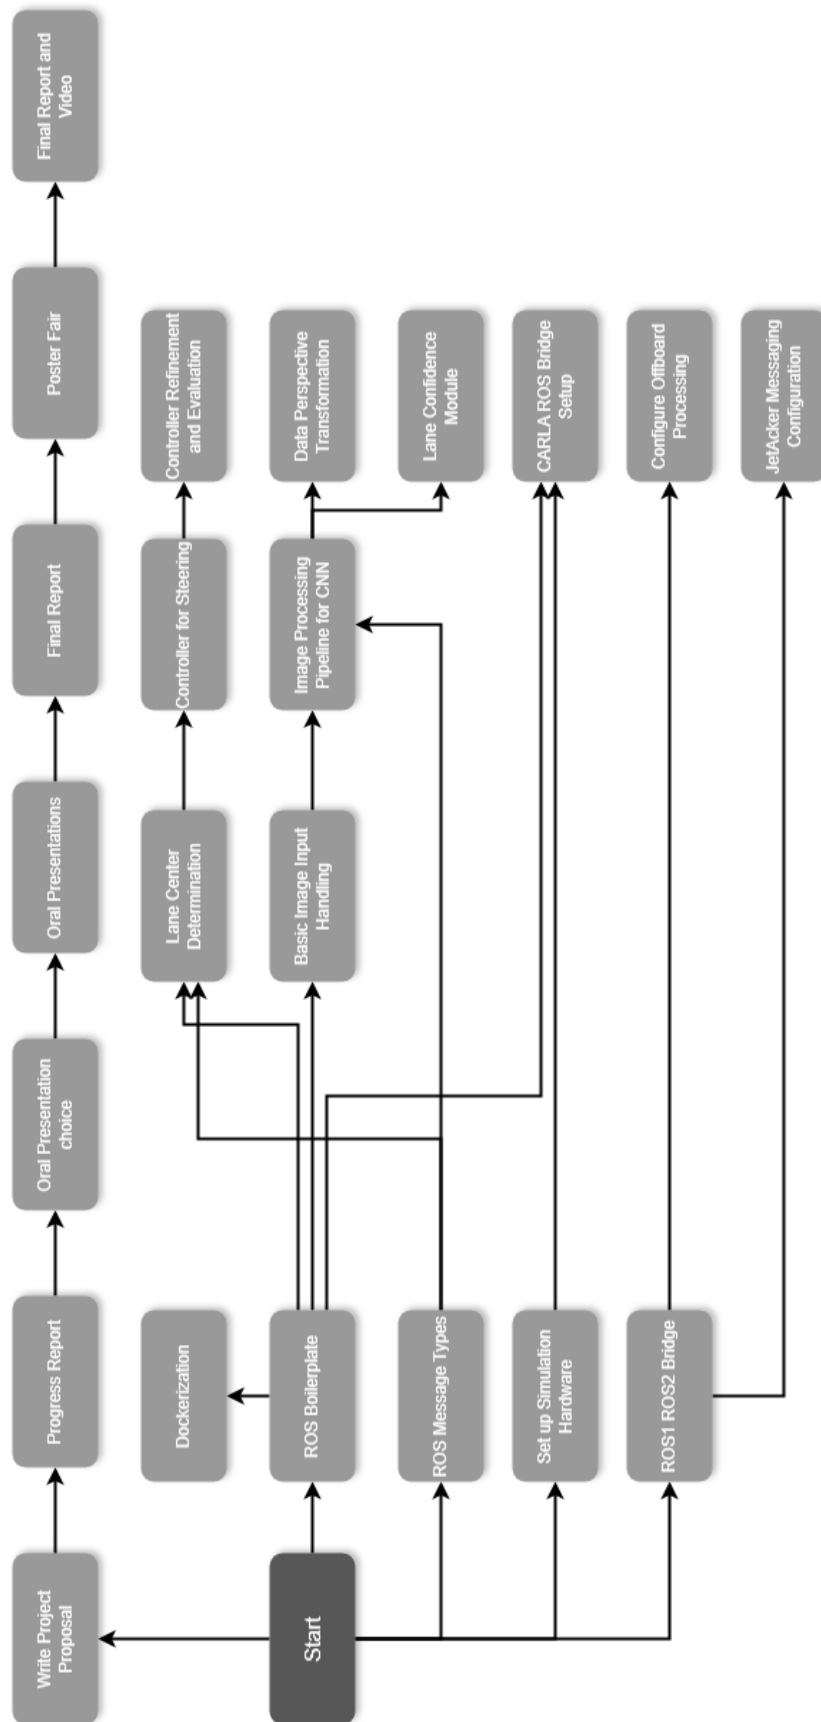 Write Project
Proposal
Progress Report
Oral Presentation
choice
Oral Presentations
Final Report
Poster Fair
Final Report and
Video
Dockerization
Lane Center
Determination
Controller for Steering
Controller Refinement
and Evaluation
Start
ROS Boilerplate
Basic Image Input
Handling
Image Processing
Pipeline for CNN
Data Perspective
Transformation
ROS Message Types
Lane Confidence
Module
Set up Simulation
Hardware
CARLA ROS Bridge
Setup
ROS1 ROS2 Bridge
Configure Offboard
Processing
JetAcker Messaging
Configuration